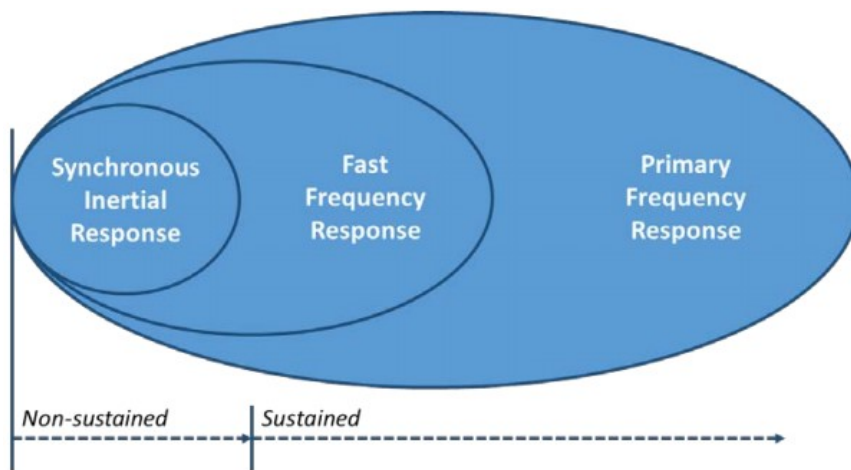 Synchronous
Inertial
Response
Fast
Frequency
Response
Primary
Frequency
Response
Non-sustained
Sustained